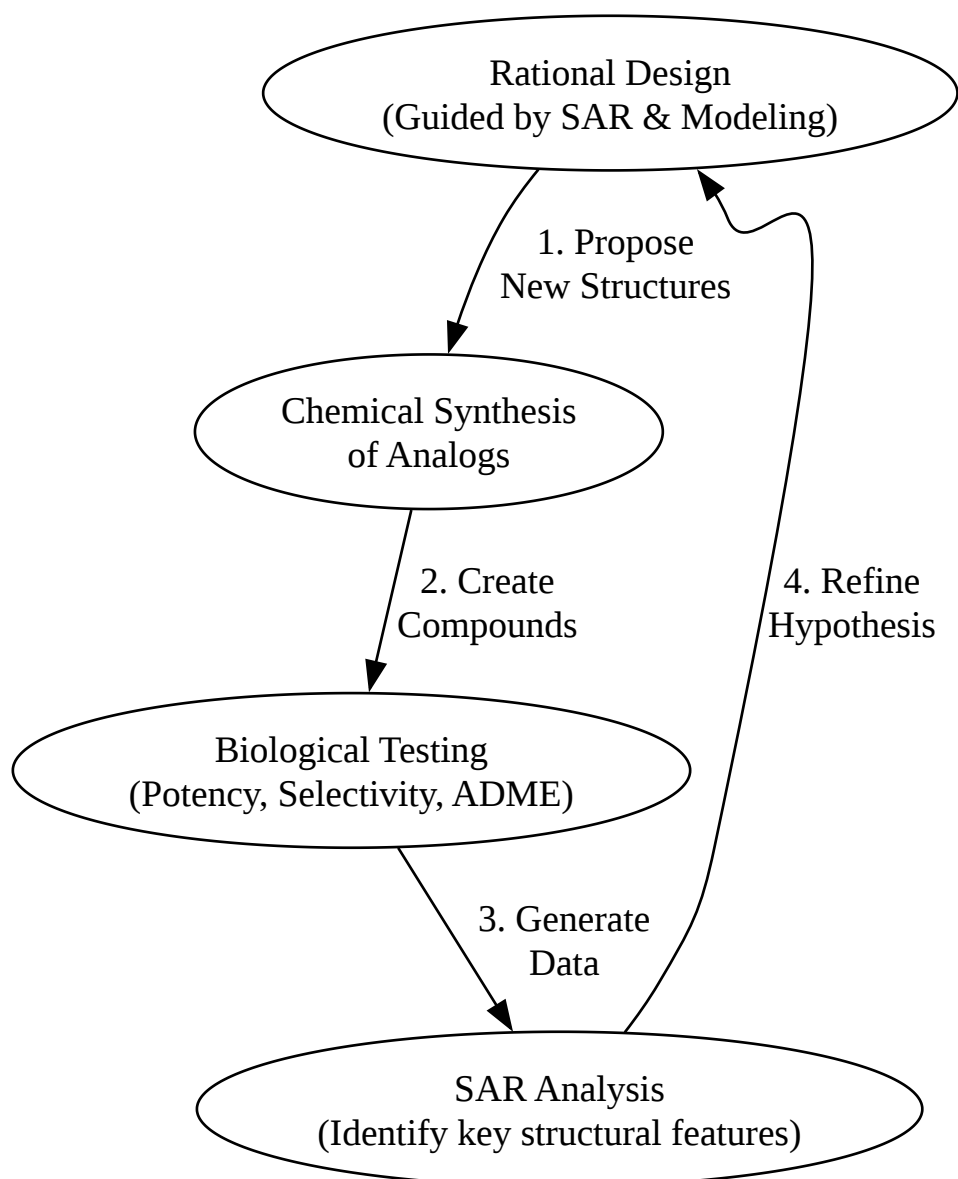 Rational Design
(Guided by SAR & Modeling)
1. Propose
New Structures
Chemical Synthesis
of Analogs
2. Create
Compounds
4. Refine
Hypothesis
Biological Testing
(Potency, Selectivity, ADME)
3. Generate
Data
SAR Analysis
(Identify key structural features)